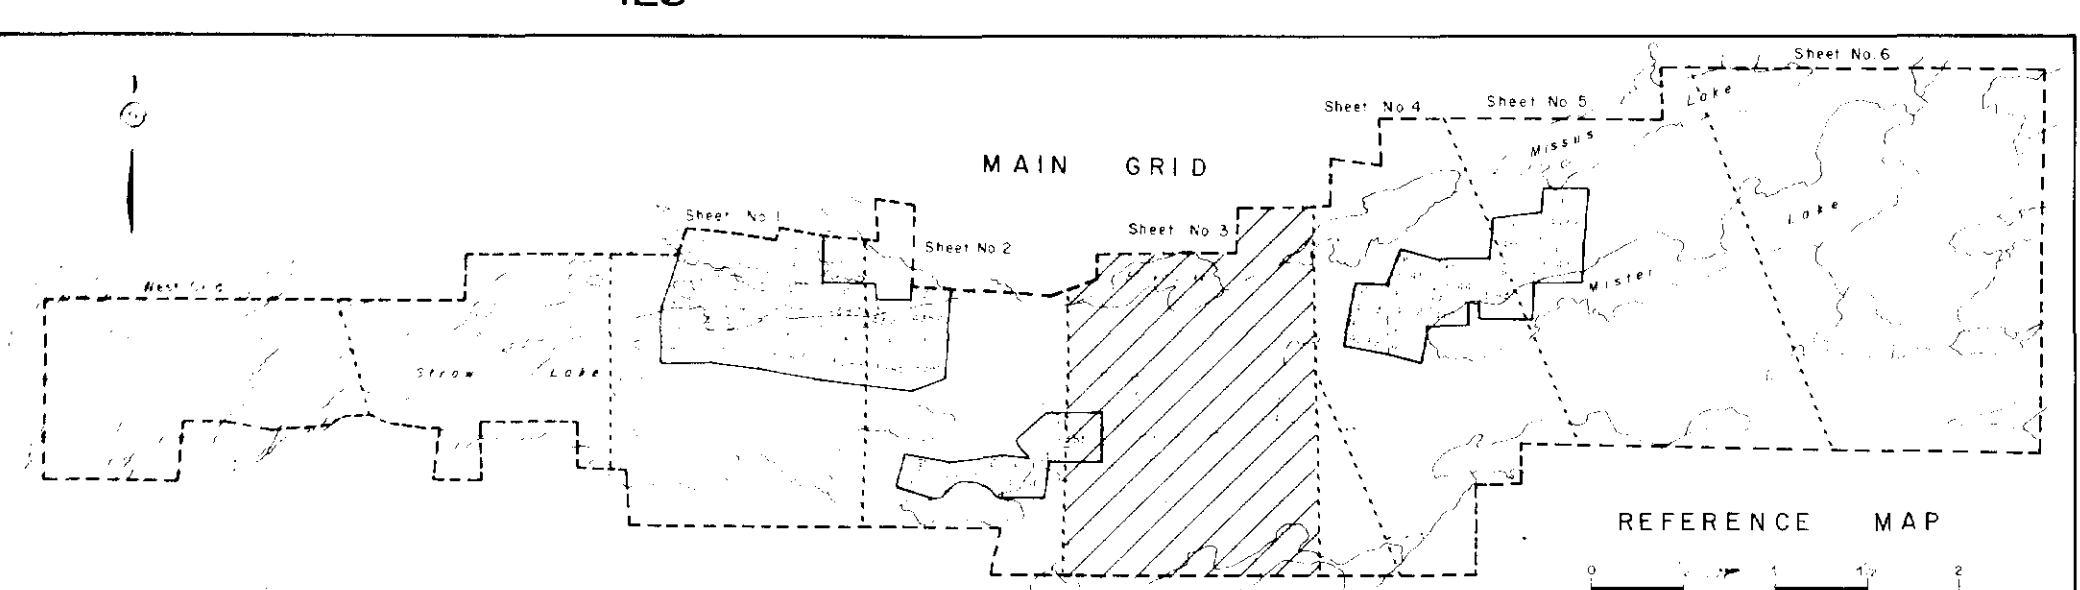 Sheet No. 6
Sheet No 4
Sheet No 5
Lake
Missus
MAIN GRID
Sheet No 1
Lake
Sheet No 3
Sheet No 2
Mister
West Grid
Straw Lake
REFERENCE MAP
0 1 2